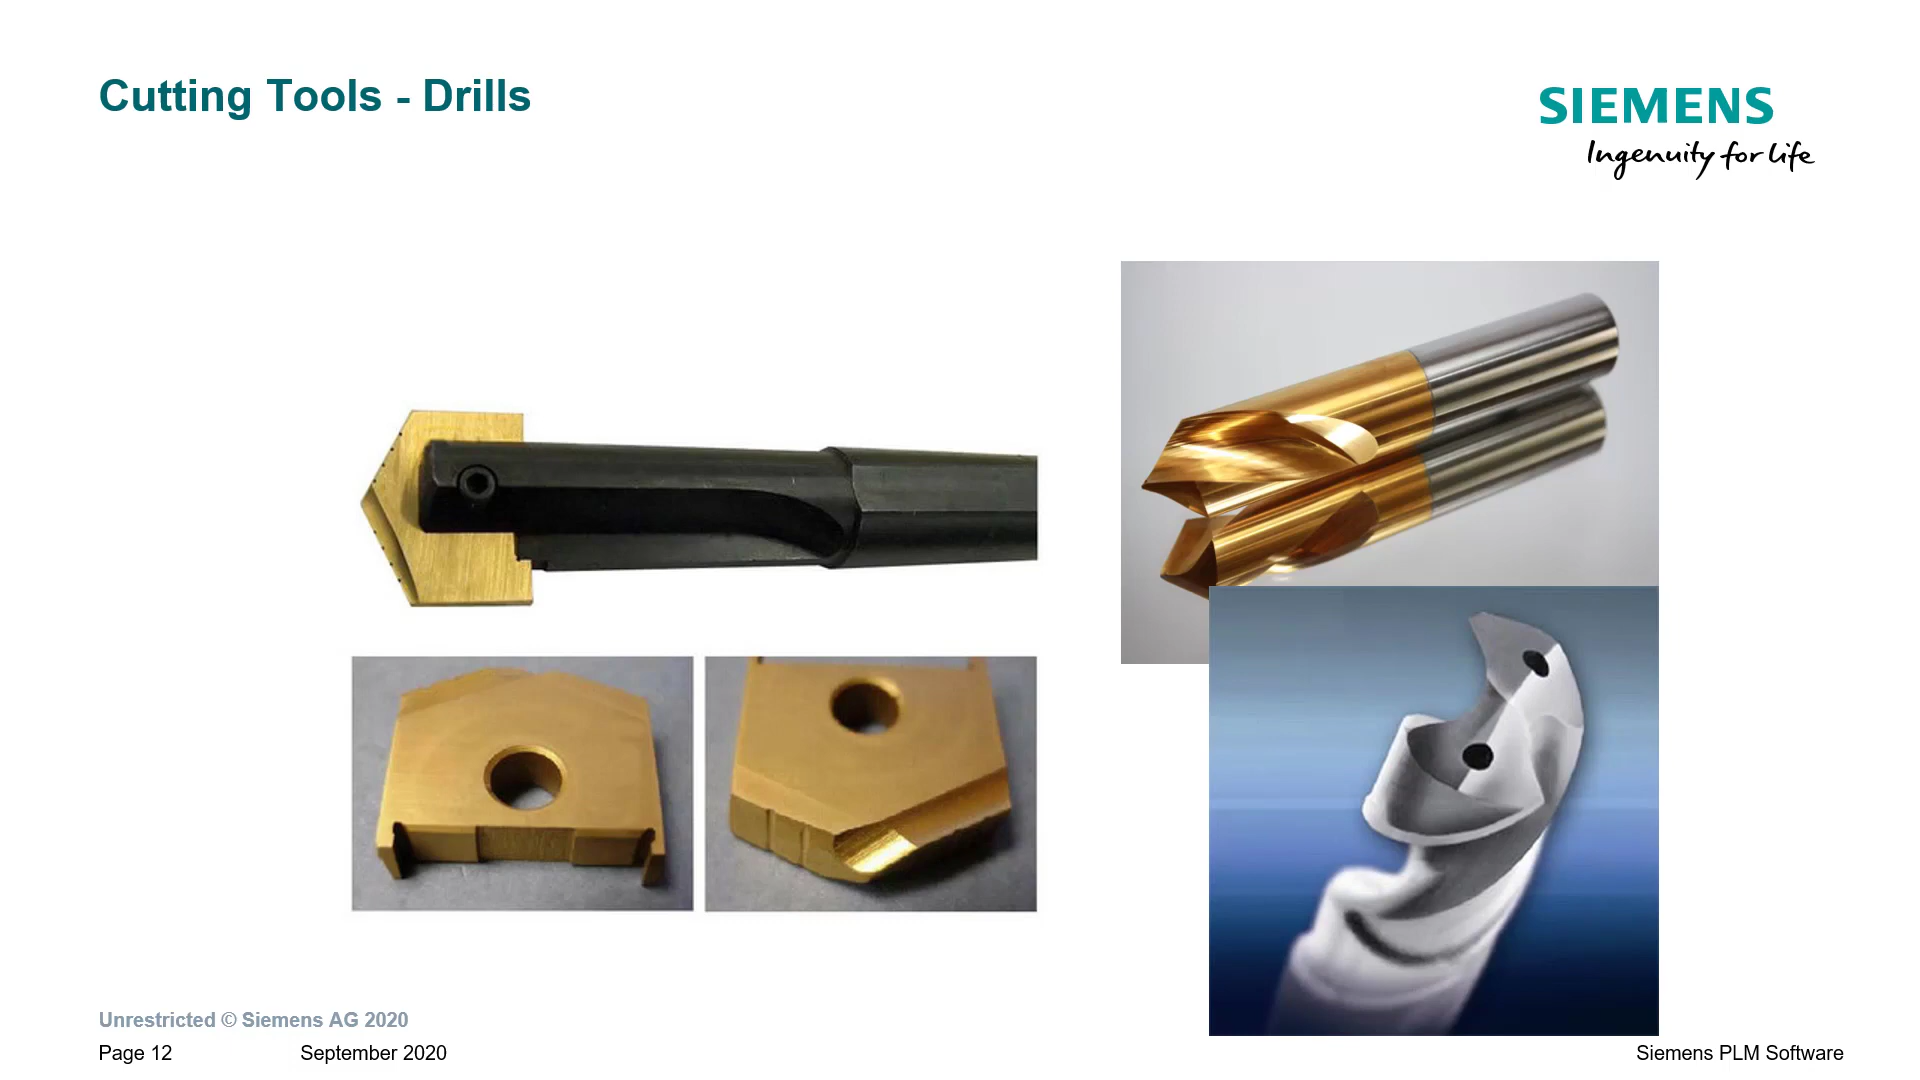 Cutting Tools - Drills
SIEMENS
Ingenuity for life
Unrestricted © Siemens AG 2020
Page 12
September 2020
Siemens PLM Software